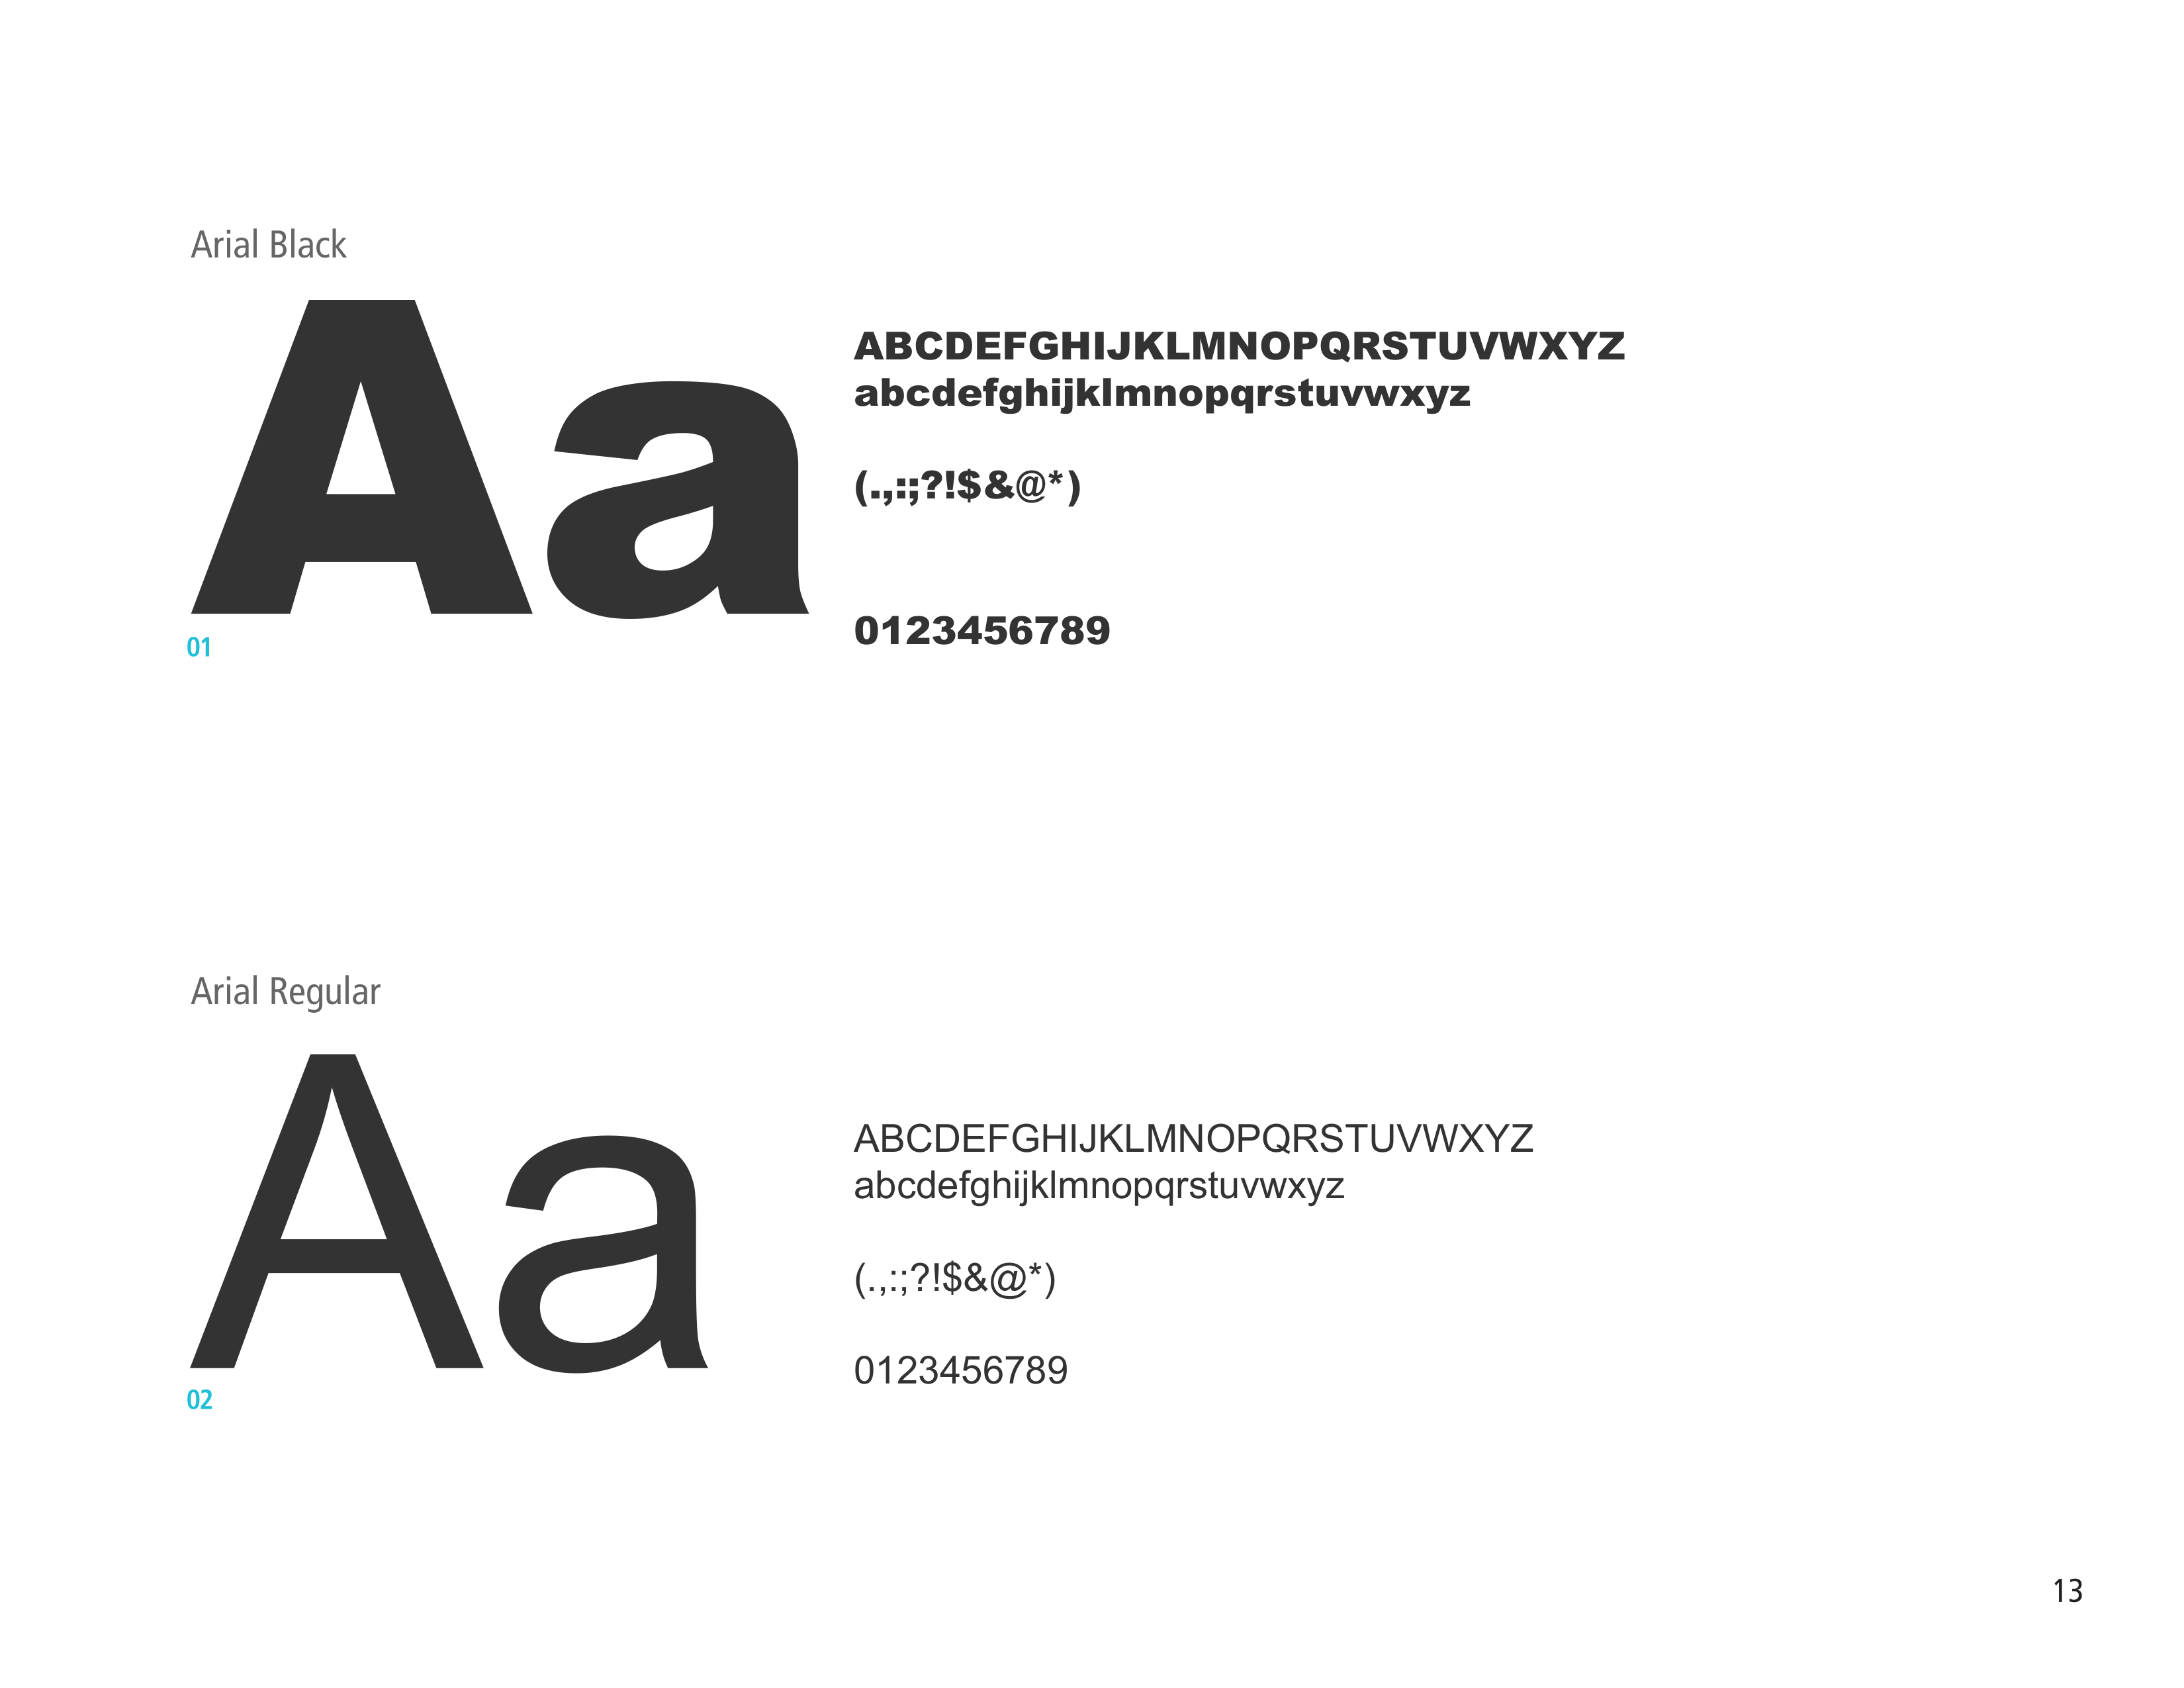 Arial Black
Aa
ABCDEFGHIJKLMNOPQRSTUVWXYZ
abcdefghijklmnopqrstuvwxyz
(.,:;?!$&@*)
0123456789
01
Arial Regular
Aa
ABCDEFGHIJKLMNOPQRSTUVWXYZ
abcdefghijklmnopqrstuvwxyz
(.,:;?!$&@*)
0123456789
02
13